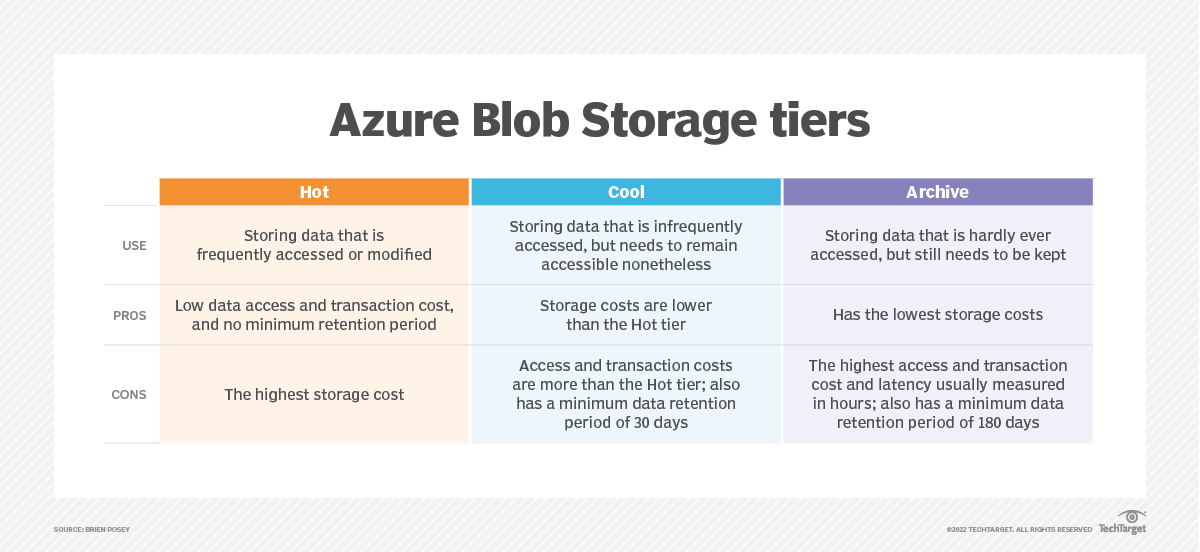 Azure Blob Storage tiers
Hot
Cool
Archive
USE
Storing data that is
frequently accessed or modified
Storing data that is infrequently
accessed, but needs to remain
accessible nonetheless
Storing data that is hardly ever
accessed, but still needs to be kept
PROS
Low data access and transaction cost,
and no minimum retention period
Storage costs are lower
than the Hot tier
Has the lowest storage costs
CONS
The highest storage cost
Access and transaction costs
are more than the Hot tier; also
has a minimum data retention
period of 30 days
The highest access and transaction
cost and latency usually measured
in hours; also has a minimum data
retention period of 180 days
SOURCE: BRIEN POSEY
©2022 TECHTARGET. ALL RIGHTS RESERVED
TechTarget